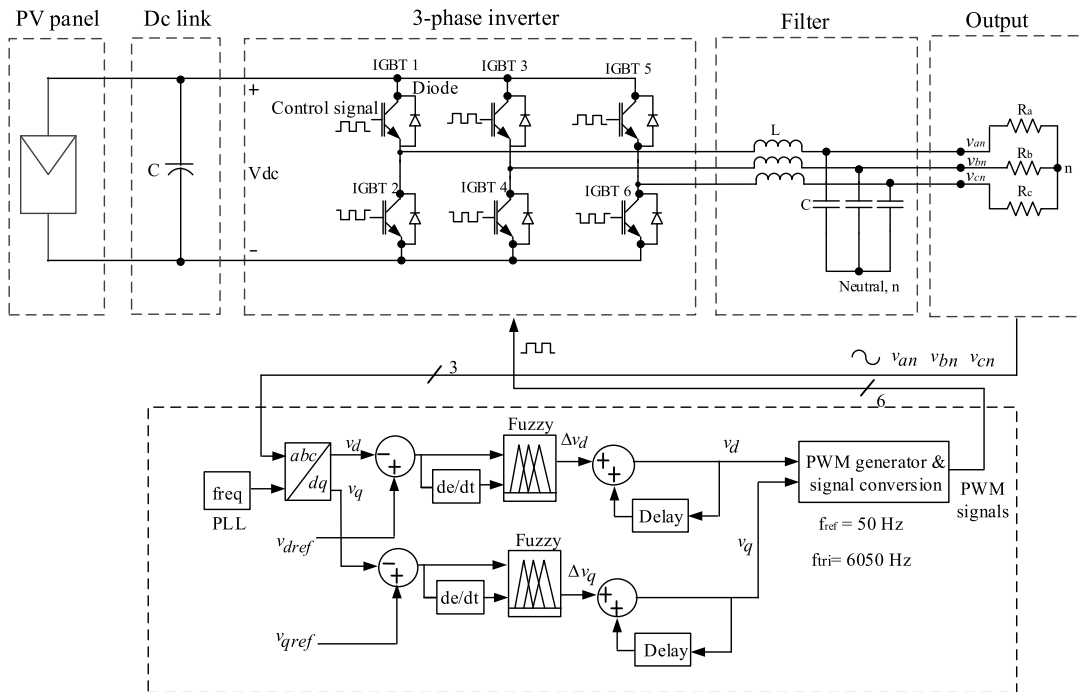 PV panel
Dc link
3-phase inverter
Filter
Output
IGBT 1
IGBT 3
IGBT 5
Diode
Control signal
+
C
Vdc
-
IGBT 2
IGBT 4
IGBT 6
L
C
Neutral, n
van
vbn
vcn
Ra
Rb
Rc
n
3
van vbn vcn
6
abc
dq
freq
PLL
vd
vq
vdref
vqref
−
+
de/dt
Fuzzy
Δvd
+
+
Delay
vd
−
+
de/dt
Fuzzy
Δvq
+
+
Delay
vq
PWM generator &
signal conversion
PWM
signals
fref = 50 Hz
ftri= 6050 Hz